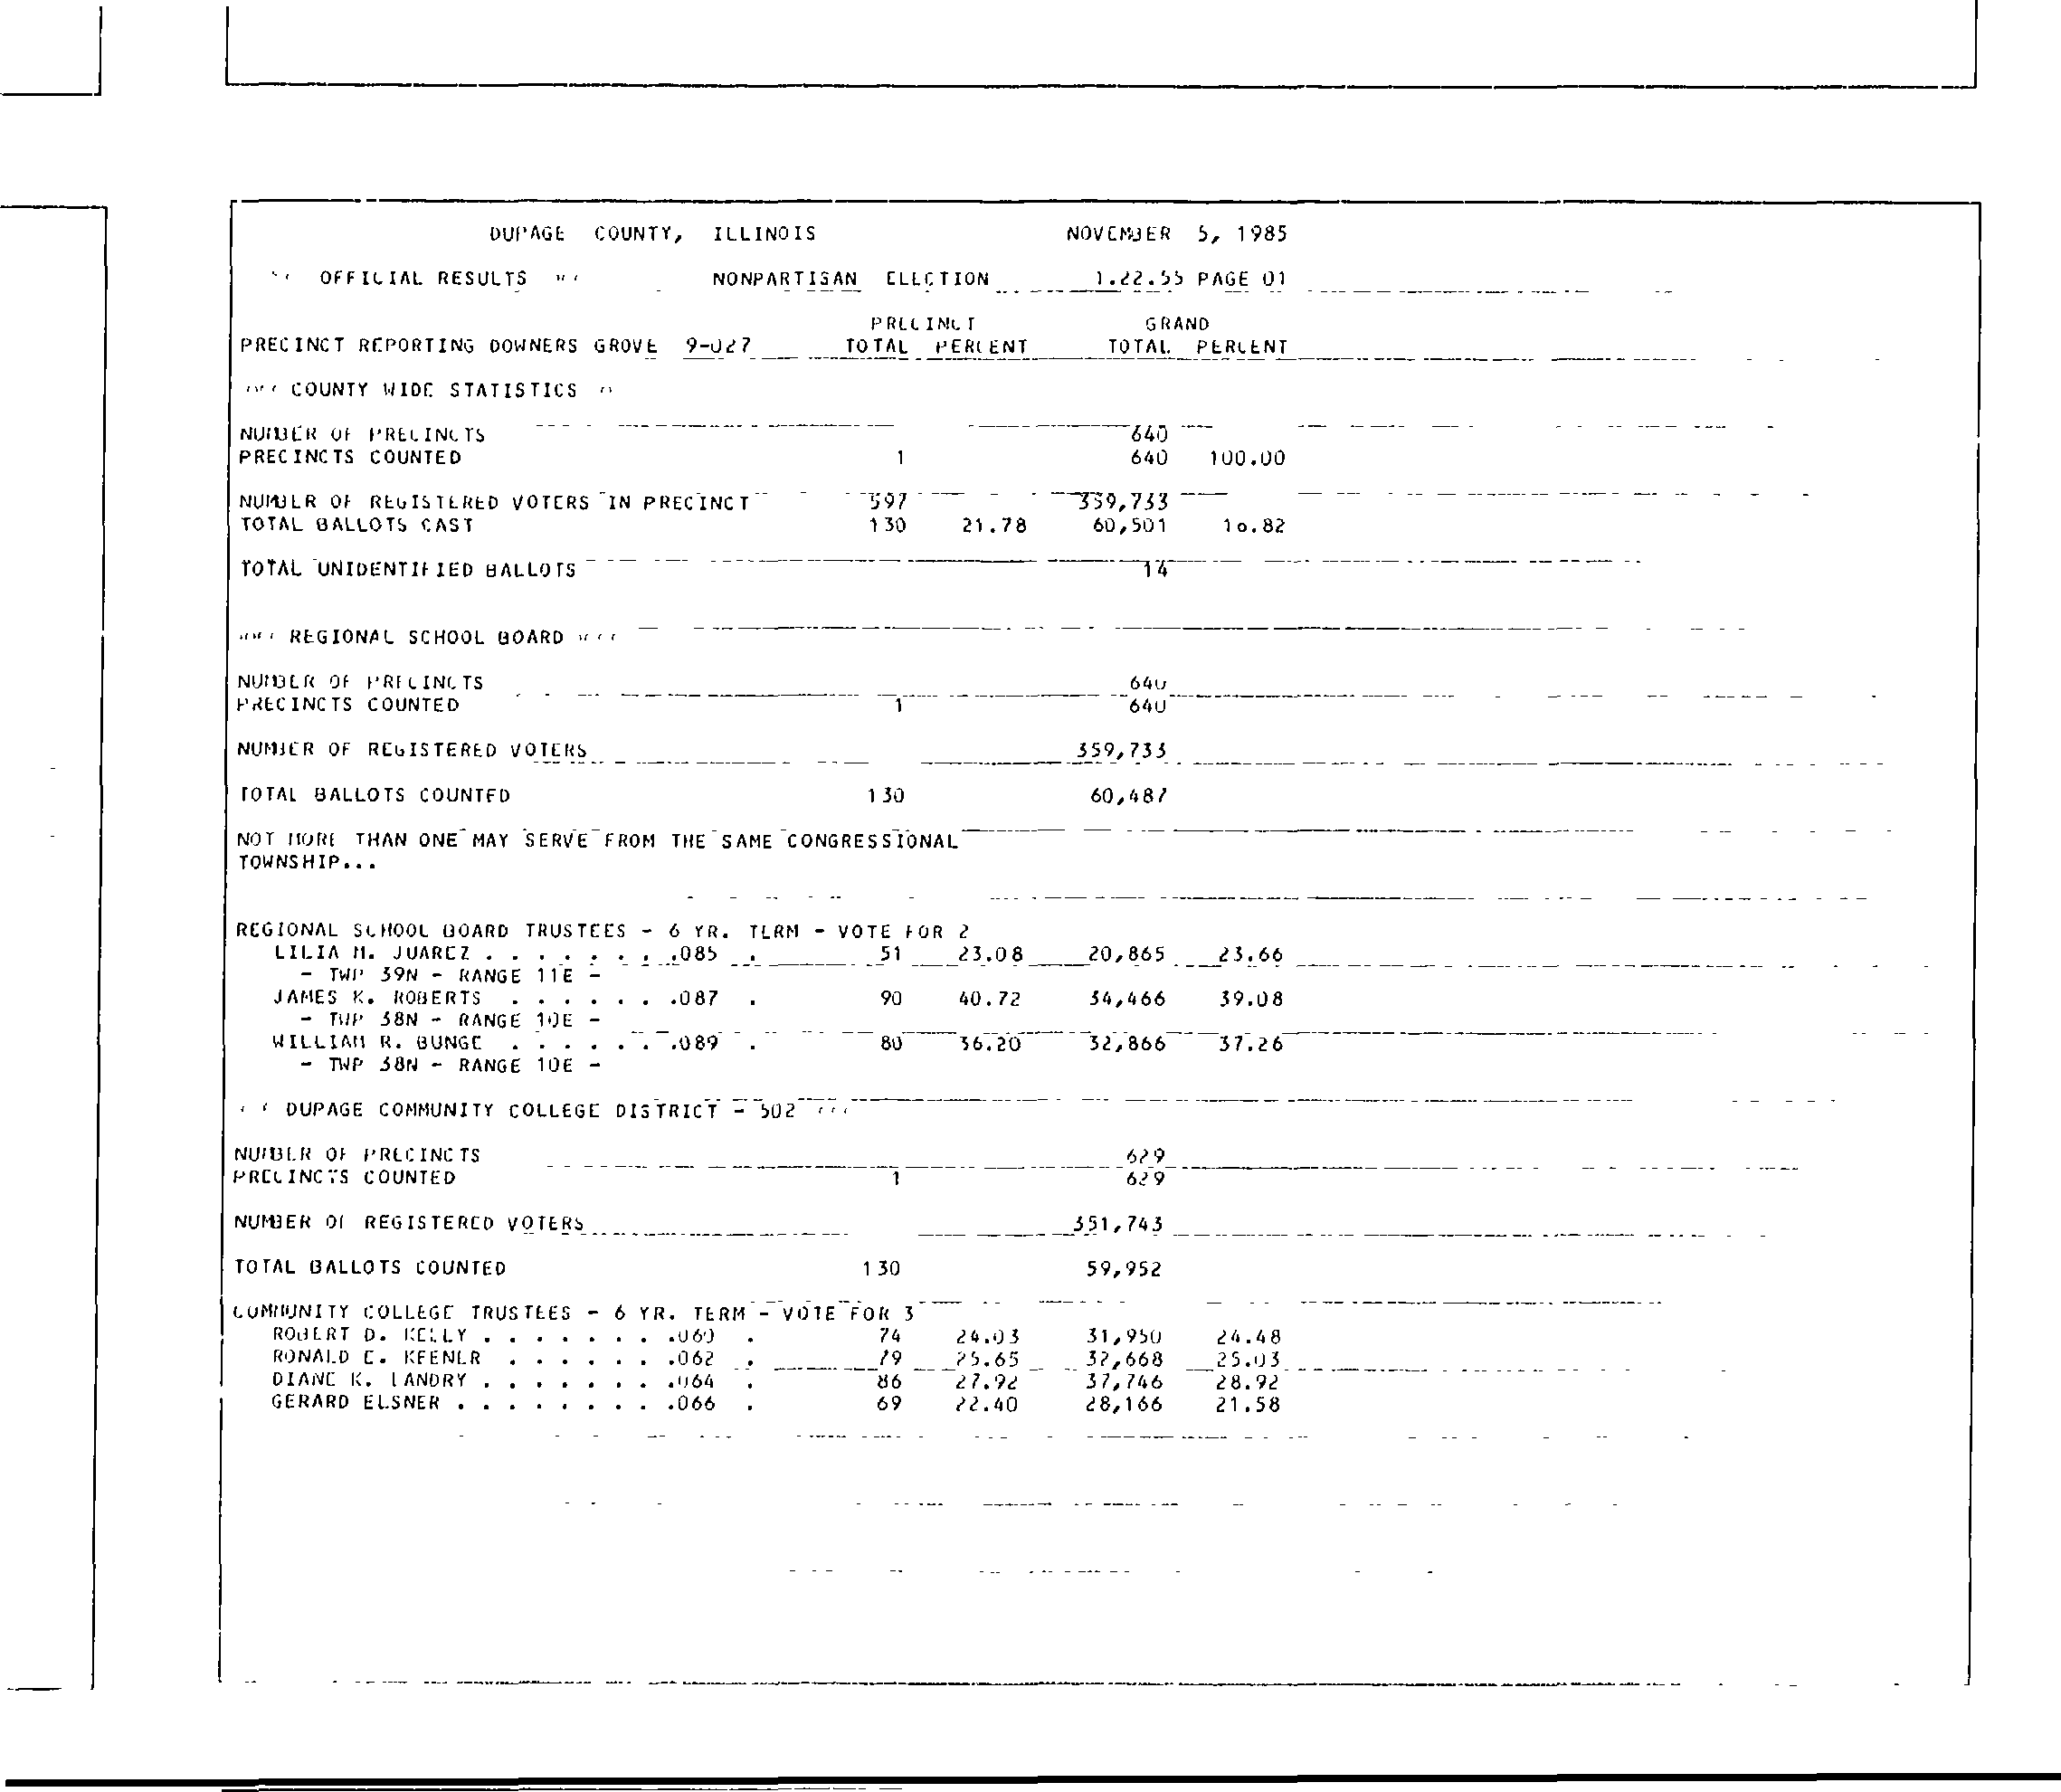 DUPAGE COUNTY, ILLINOIS NOVEMBER 5, 1985
OFFICIAL RESULTS NONPARTISAN ELECTION 1.22.55 PAGE 01
PRECINCT GRAND
PRECINCT REPORTING DOWNERS GROVE 9-027 TOTAL PERCENT TOTAL PERCENT
COUNTY WIDE STATISTICS
NUMBER OF PRECINCTS 640
PRECINCTS COUNTED 1 640 100.00
NUMBER OF REGISTERED VOTERS IN PRECINCT 597 359,733
TOTAL BALLOTS CAST 130 21.78 60,501 16.82
TOTAL UNIDENTIFIED BALLOTS 14
REGIONAL SCHOOL BOARD
NUMBER OF PRECINCTS 640
PRECINCTS COUNTED 1 640
NUMBER OF REGISTERED VOTERS 359,733
TOTAL BALLOTS COUNTED 130 60,487
NOT MORE THAN ONE MAY SERVE FROM THE SAME CONGRESSIONAL
TOWNSHIP...
REGIONAL SCHOOL BOARD TRUSTEES - 6 YR. TERM - VOTE FOR 2
LILIA M. JUAREZ . . . . . . . .085 . 51 23.08 20,865 23.66
- TWP 39N - RANGE 11E -
JAMES K. ROBERTS . . . . . . .087 . 90 40.72 34,466 39.08
- TWP 38N - RANGE 10E -
WILLIAM R. BUNGE . . . . . . .089 . 80 36.20 32,866 37.26
- TWP 38N - RANGE 10E -
DUPAGE COMMUNITY COLLEGE DISTRICT - 502
NUMBER OF PRECINCTS 629
PRECINCTS COUNTED 1 629
NUMBER OF REGISTERED VOTERS 351,743
TOTAL BALLOTS COUNTED 130 59,952
COMMUNITY COLLEGE TRUSTEES - 6 YR. TERM - VOTE FOR 3
ROBERT D. KELLY . . . . . . . .060 . 74 24.03 31,950 24.48
RONALD E. KEENER . . . . . . .062 . 79 25.65 32,668 25.03
DIANE K. LANDRY . . . . . . . .064 . 86 27.92 37,746 28.92
GERARD ELSNER . . . . . . . . .066 . 69 22.40 28,166 21.58